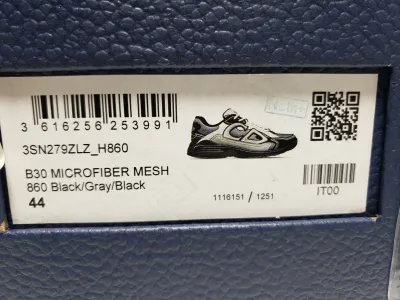 3 616256 253991
3SN279ZLZ_H860
B30 MICROFIBER MESH
860 Black/Gray/Black
44
1116151 / 1251
IT00